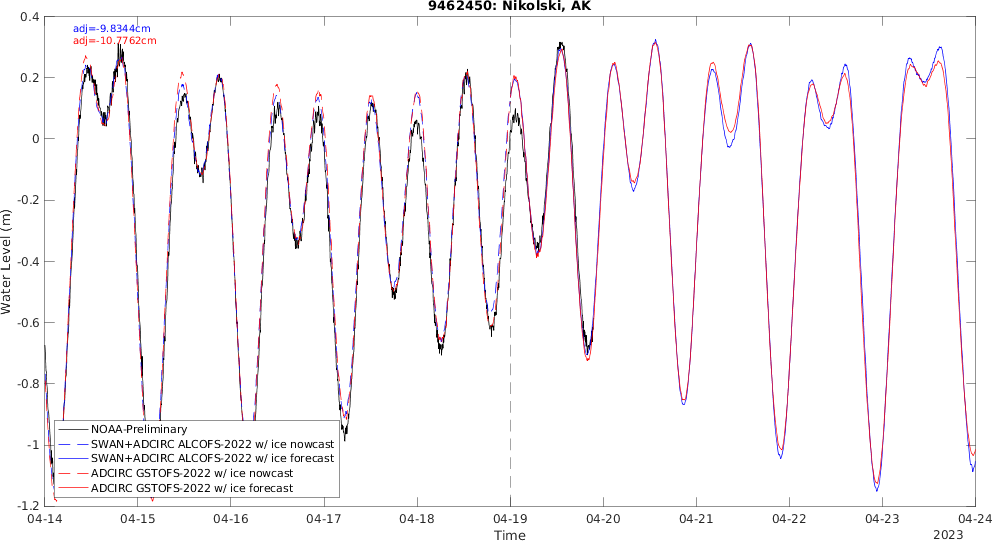 9462450: Nikolski, AK
adj=-9.8344cm
adj=-10.7762cm
Water Level (m)
0.4
0.2
0
-0.2
-0.4
-0.6
-0.8
-1
-1.2
NOAA-Preliminary
SWAN+ADCIRC ALCOFS-2022 w/ ice nowcast
SWAN+ADCIRC ALCOFS-2022 w/ ice forecast
ADCIRC GSTOFS-2022 w/ ice nowcast
ADCIRC GSTOFS-2022 w/ ice forecast
04-14 04-15 04-16 04-17 04-18 04-19 04-20 04-21 04-22 04-23 04-24
Time
2023